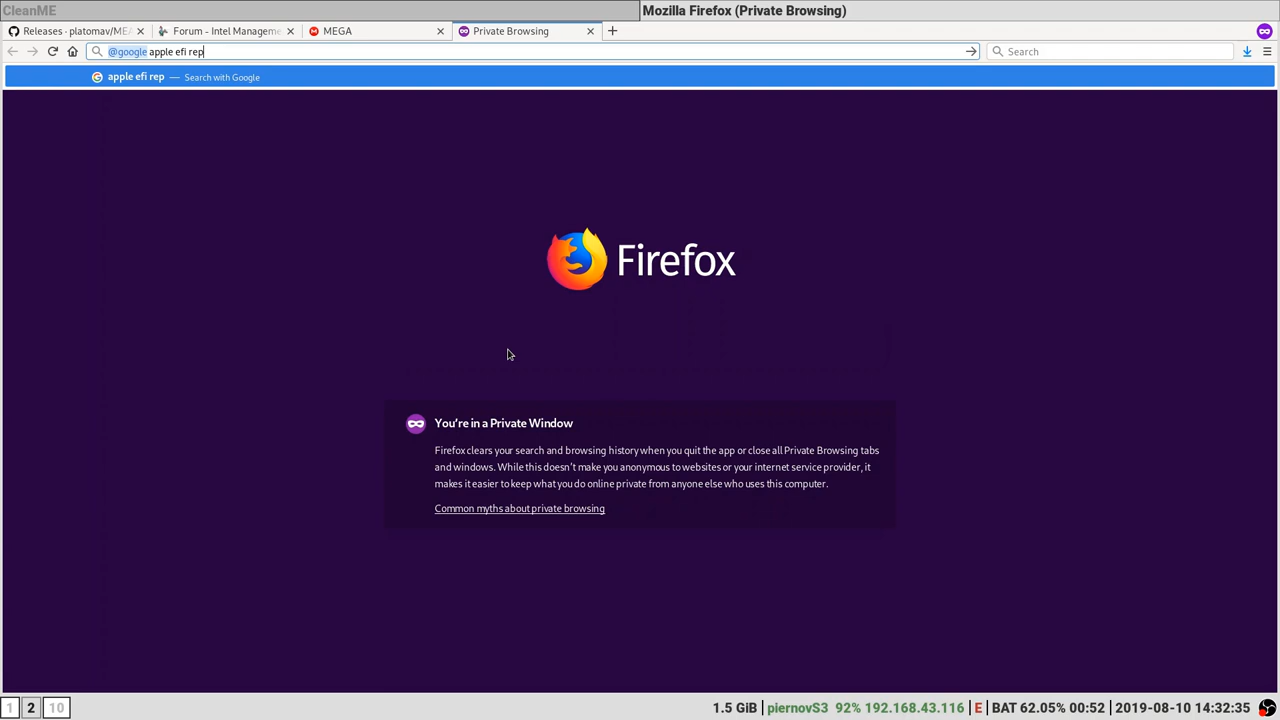 CleanME
Mozilla Firefox (Private Browsing)
Releases · platomav/MEA
Forum - Intel Manageme
MEGA
Private Browsing
@google apple efi rep
Search
apple efi rep — Search with Google
Firefox
You're in a Private Window
Firefox clears your search and browsing history when you quit the app or close all Private Browsing tabs
and windows. While this doesn't make you anonymous to websites or your internet service provider, it
makes it easier to keep what you do online private from anyone else who uses this computer.
Common myths about private browsing
1 2 10
1.5 GiB | piernovS3 92% 192.168.43.116 | E | BAT 62.05% 00:52 | 2019-08-10 14:32:35